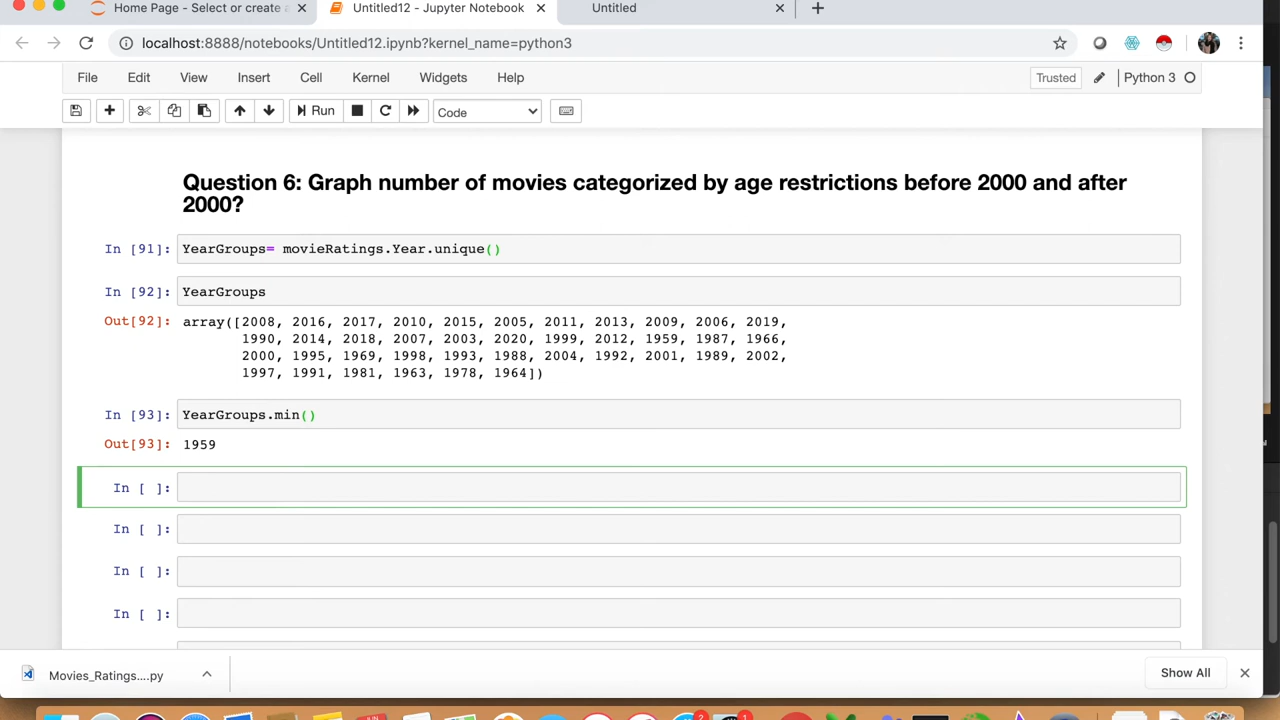 Home Page - Select or create a
Untitled12 - Jupyter Notebook
Untitled
localhost:8888/notebooks/Untitled12.ipynb?kernel_name=python3
File Edit View Insert Cell Kernel Widgets Help
Trusted
Python 3
Run
Code
Question 6: Graph number of movies categorized by age restrictions before 2000 and after
2000?
In [91]: YearGroups= movieRatings.Year.unique()
In [92]: YearGroups
Out[92]: array([2008, 2016, 2017, 2010, 2015, 2005, 2011, 2013, 2009, 2006, 2019,
1990, 2014, 2018, 2007, 2003, 2020, 1999, 2012, 1959, 1987, 1966,
2000, 1995, 1969, 1998, 1993, 1988, 2004, 1992, 2001, 1989, 2002,
1997, 1991, 1981, 1963, 1978, 1964])
In [93]: YearGroups.min()
Out[93]: 1959
In [ ]:
In [ ]:
In [ ]:
In [ ]:
Movies_Ratings....py
Show All
2
1